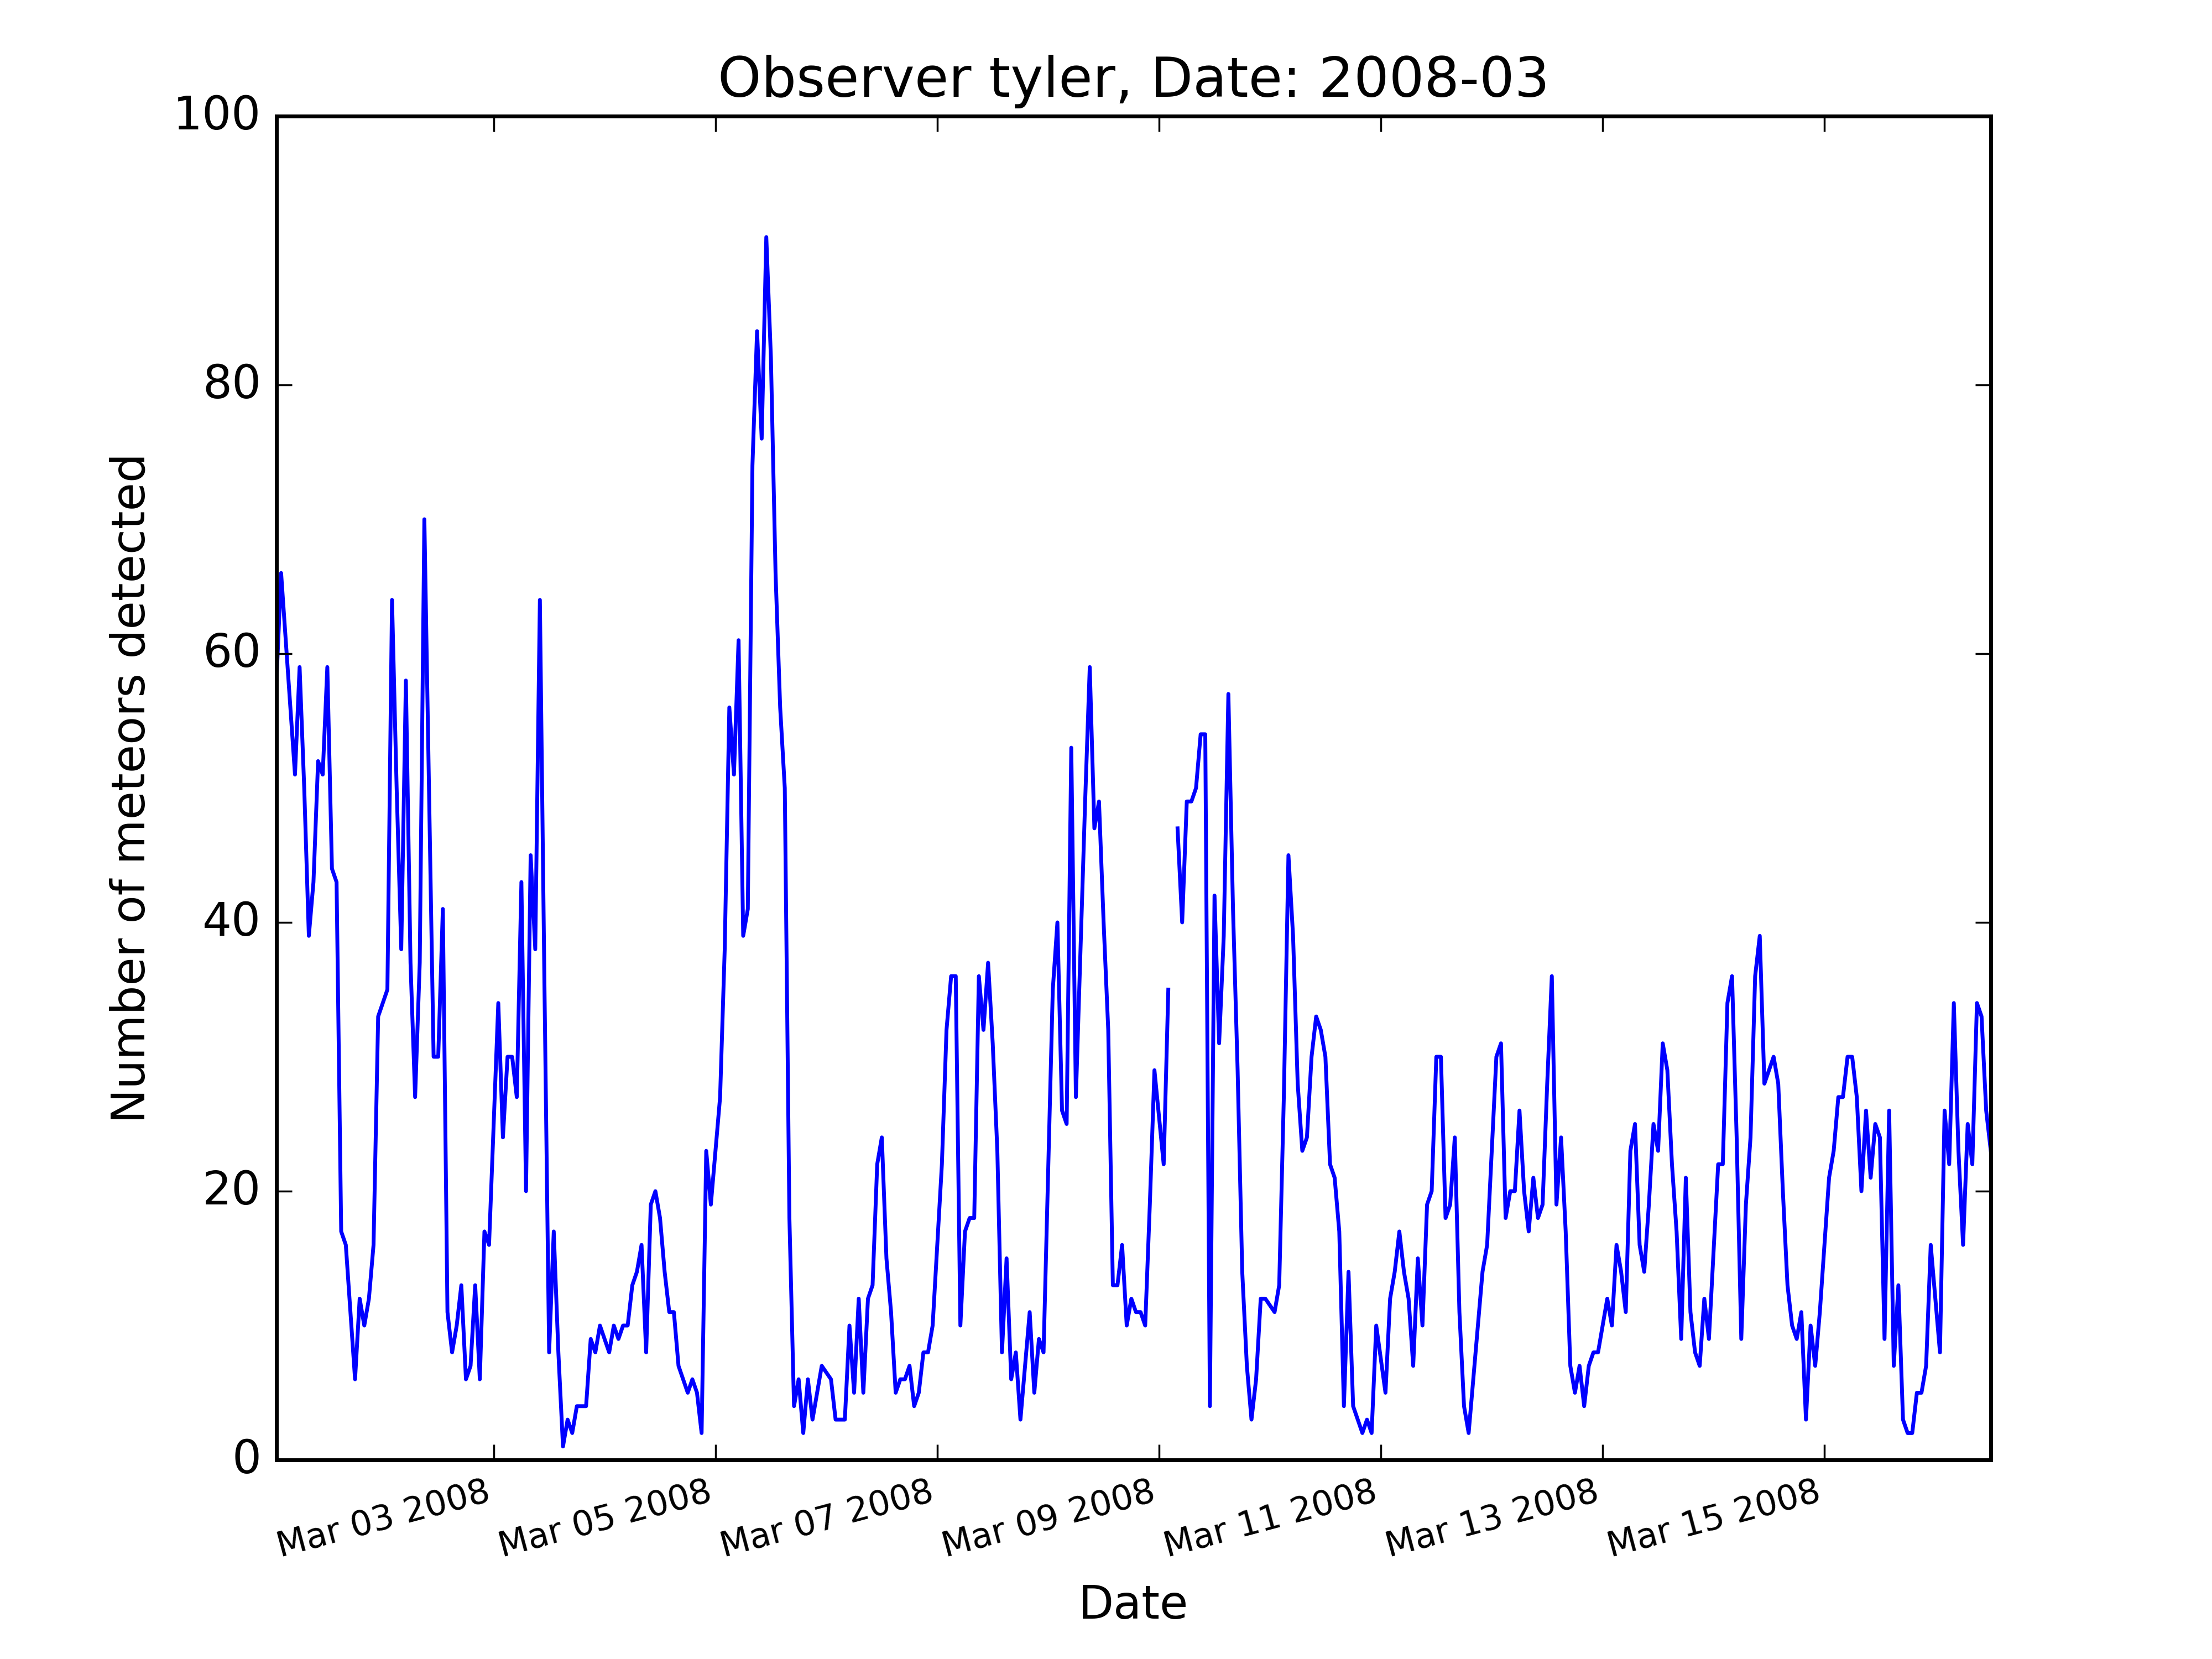 Observer tyler, Date: 2008-03
100
80
60
40
20
0
Number of meteors detected
Mar 03 2008
Mar 05 2008
Mar 07 2008
Mar 09 2008
Mar 11 2008
Mar 13 2008
Mar 15 2008
Date